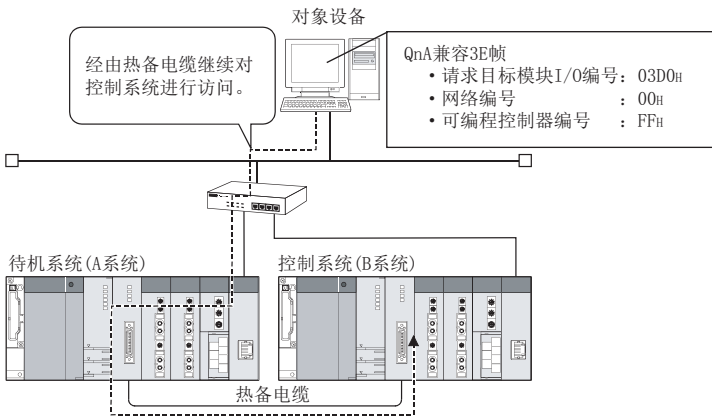 对象设备
经由热备电缆继续对
控制系统进行访问。
QnA兼容3E帧
・请求目标模块I/O编号：03D0H
・网络编号 ：00H
・可编程控制器编号 ：FFH
待机系统(A系统)
控制系统(B系统)
热备电缆